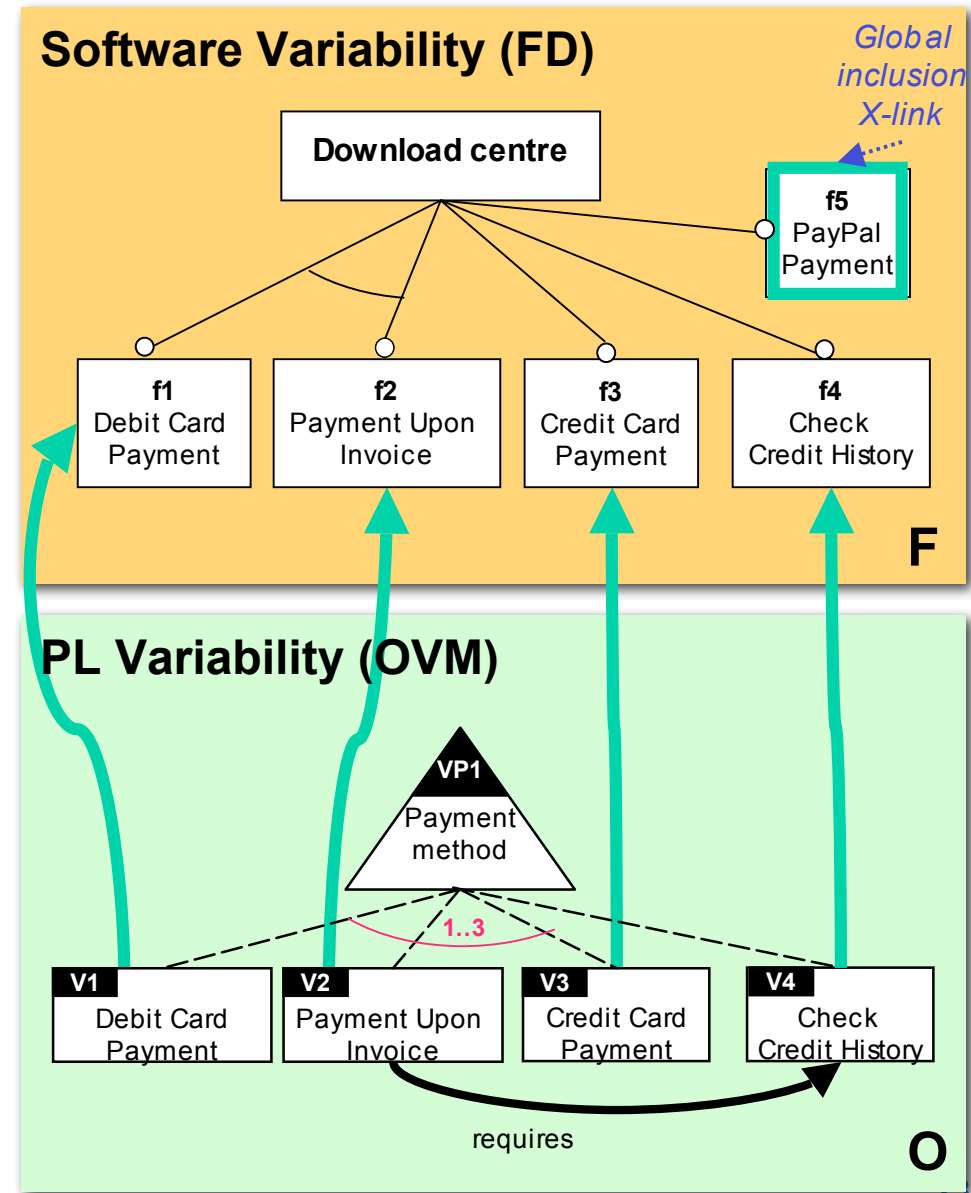 Software Variability (FD)
Global
inclusion
X-link
Download centre
f5
PayPal
Payment
f1
Debit Card
Payment
f2
Payment Upon
Invoice
f3
Credit Card
Payment
f4
Check
Credit History
F
PL Variability (OVM)
VP1
Payment
method
1..3
V1
Debit Card
Payment
V2
Payment Upon
Invoice
V3
Credit Card
Payment
V4
Check
Credit History
requires
O